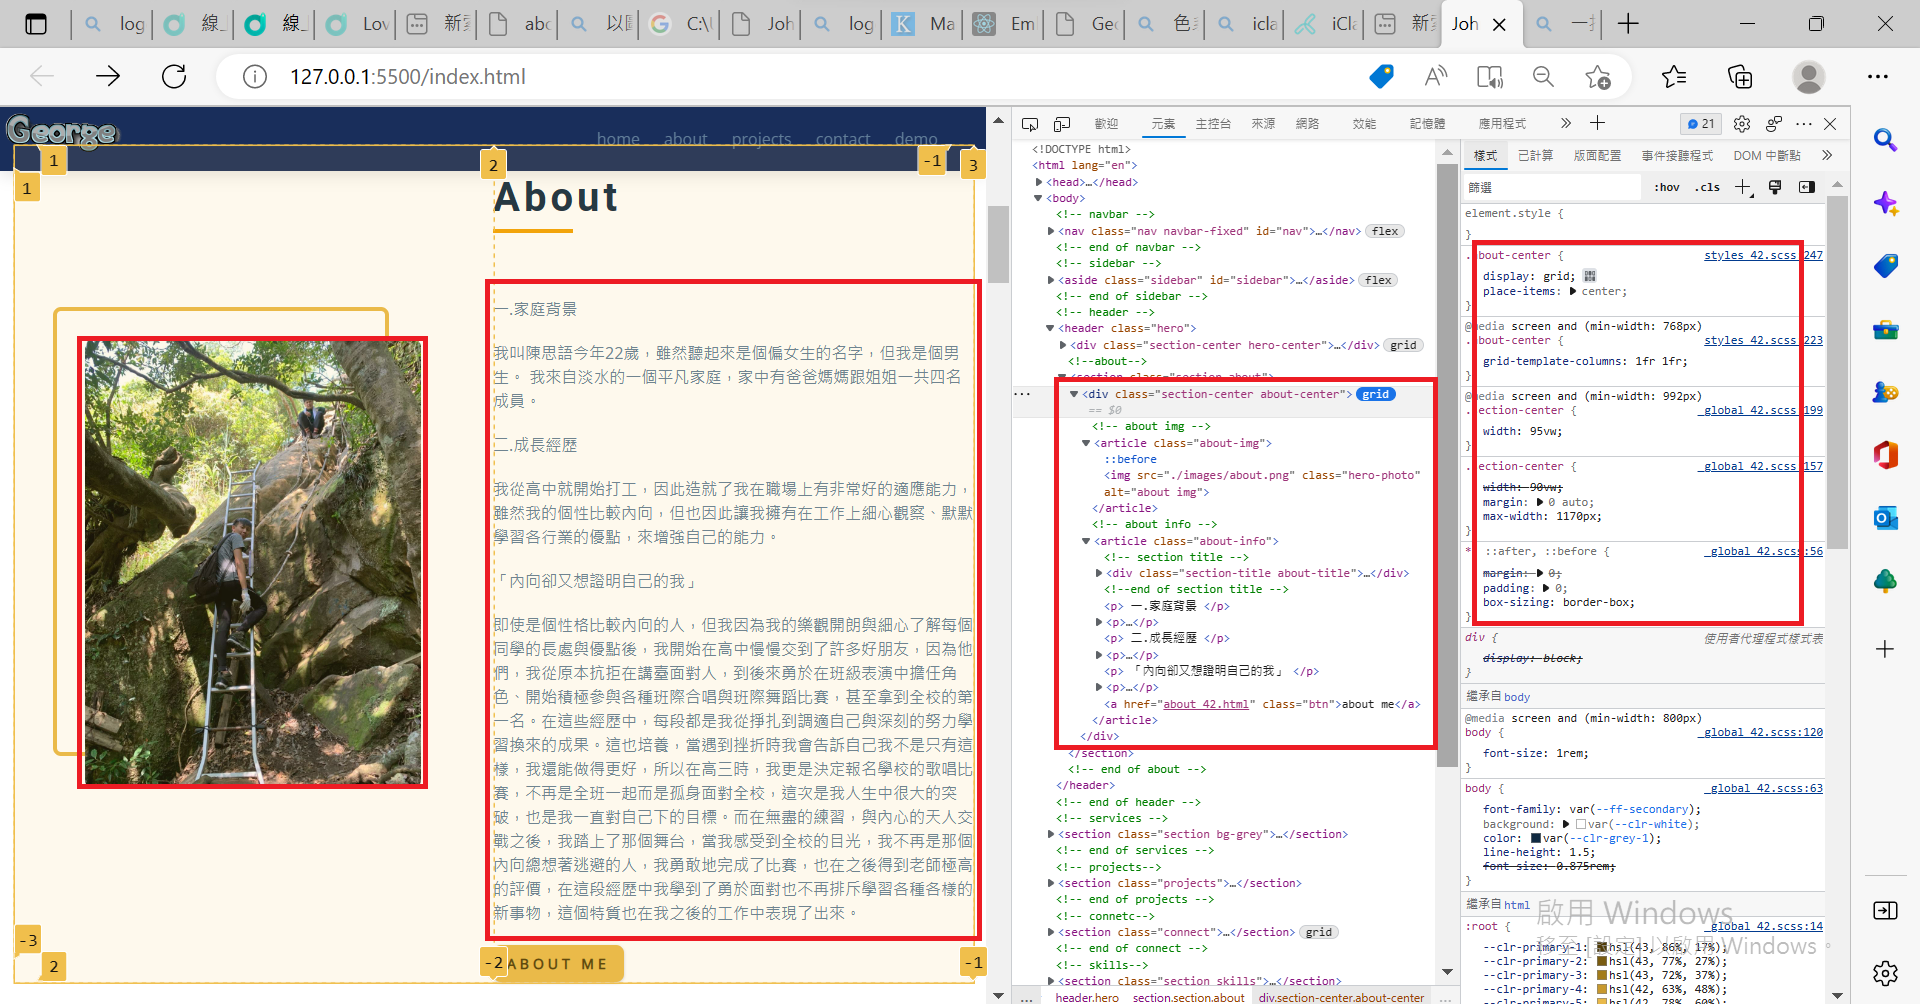 log
線上
線上
Lov
新索
abc
以圖
C:\U
Joh
log
Ma
Em
Geo
色彩
icla
iCla
新索
Joh
一扌
127.0.0.1:5500/index.html
George
home about projects contact demo
1 2 -1 3
1
About
一.家庭背景
我叫陳思語今年22歲，雖然聽起來是個偏女生的名字，但我是個男
生。 我來自淡水的一個平凡家庭，家中有爸爸媽媽跟姐姐一共四名
成員。
二.成長經歷
我從高中就開始打工，因此造就了我在職場上有非常好的適應能力，
雖然我的個性比較內向，但也因此讓我擁有在工作上細心觀察、默默
學習各行業的優點，來增強自己的能力。
「內向卻又想證明自己的我」
即使是個性格比較內向的人，但我因為我的樂觀開朗與細心了解每個
同學的長處與優點後，我開始在高中慢慢交到了許多好朋友，因為他
們，我從原本抗拒在講臺面對人，到後來勇於在班級表演中擔任角
色、開始積極參與各種班際合唱與班際舞蹈比賽，甚至拿到全校的第
一名。在這些經歷中，每段都是我從掙扎到調適自己與深刻的努力學
習換來的成果。這也培養，當遇到挫折時我會告訴自己我不是只有這
樣，我還能做得更好，所以在高三時，我更是決定報名學校的歌唱比
賽，不再是全班一起而是孤身面對全校，這次是我人生中很大的突
破，也是我一直對自己下的目標。而在無盡的練習，與內心的天人交
戰之後，我踏上了那個舞台，當我感受到全校的目光，我不再是那個
內向總想著逃避的人，我勇敢地完成了比賽，也在之後得到老師極高
的評價，在這段經歷中我學到了勇於面對也不再排斥學習各種各樣的
新事物，這個特質也在我之後的工作中表現了出來。
-3
2 -2 ABOUT ME -1
歡迎 元素 主控台 來源 網路 效能 記憶體 應用程式 21
<!DOCTYPE html>
<html lang="en">
<head>…</head>
<body>
<!-- navbar -->
<nav class="nav navbar-fixed" id="nav">…</nav> flex
<!-- end of navbar -->
<!-- sidebar -->
<aside class="sidebar" id="sidebar">…</aside> flex
<!-- end of sidebar -->
<!-- header -->
<header class="hero">
<div class="section-center hero-center">…</div> grid
<!--about-->
<section class="section about">
<div class="section-center about-center"> grid
== $0
<!-- about img -->
<article class="about-img">
::before
<img src="./images/about.png" class="hero-photo"
alt="about img">
</article>
<!-- about info -->
<article class="about-info">
<!-- section title -->
<div class="section-title about-title">…</div>
<!--end of section title -->
<p> 一.家庭背景 </p>
<p>…</p>
<p> 二.成長經歷 </p>
<p>…</p>
<p> 「內向卻又想證明自己的我」 </p>
<p>…</p>
<a href="about_42.html" class="btn">about me</a>
</article>
</div>
</section>
<!-- end of about -->
</header>
<!-- end of header -->
<!-- services -->
<section class="section bg-grey">…</section>
<!-- end of services -->
<!-- projects-->
<section class="projects">…</section>
<!-- end of projects -->
<!-- connetc-->
<section class="connect">…</section> grid
<!-- end of connect -->
<!-- skills-->
<section class="section skills">…</section>
… header.hero section.section.about div.section-center.about-center …
樣式 已計算 版面配置 事件接聽程式 DOM 中斷點
篩選 :hov .cls
element.style {
}
.about-center { styles_42.scss:247
display: grid;
place-items: center;
}
@media screen and (min-width: 768px)
.about-center { styles_42.scss:223
grid-template-columns: 1fr 1fr;
}
@media screen and (min-width: 992px)
.section-center { _global_42.scss:199
width: 95vw;
}
.section-center { _global_42.scss:157
width: 90vw;
margin: 0 auto;
max-width: 1170px;
}
*, ::after, ::before { _global_42.scss:56
margin: 0;
padding: 0;
box-sizing: border-box;
}
div { 使用者代理程式樣式表
display: block;
}
繼承自 body
@media screen and (min-width: 800px)
body { _global_42.scss:120
font-size: 1rem;
}
body { _global_42.scss:63
font-family: var(--ff-secondary);
background: var(--clr-white);
color: var(--clr-grey-1);
line-height: 1.5;
font-size: 0.875rem;
}
繼承自 html
:root { _global_42.scss:14
--clr-primary-1: hsl(43, 86%, 17%);
--clr-primary-2: hsl(43, 77%, 27%);
--clr-primary-3: hsl(43, 72%, 37%);
--clr-primary-4: hsl(42, 63%, 48%);
--clr-primary-5: hsl(42, 78%, 60%);
啟用 Windows
移至 [設定] 以啟用 Windows。